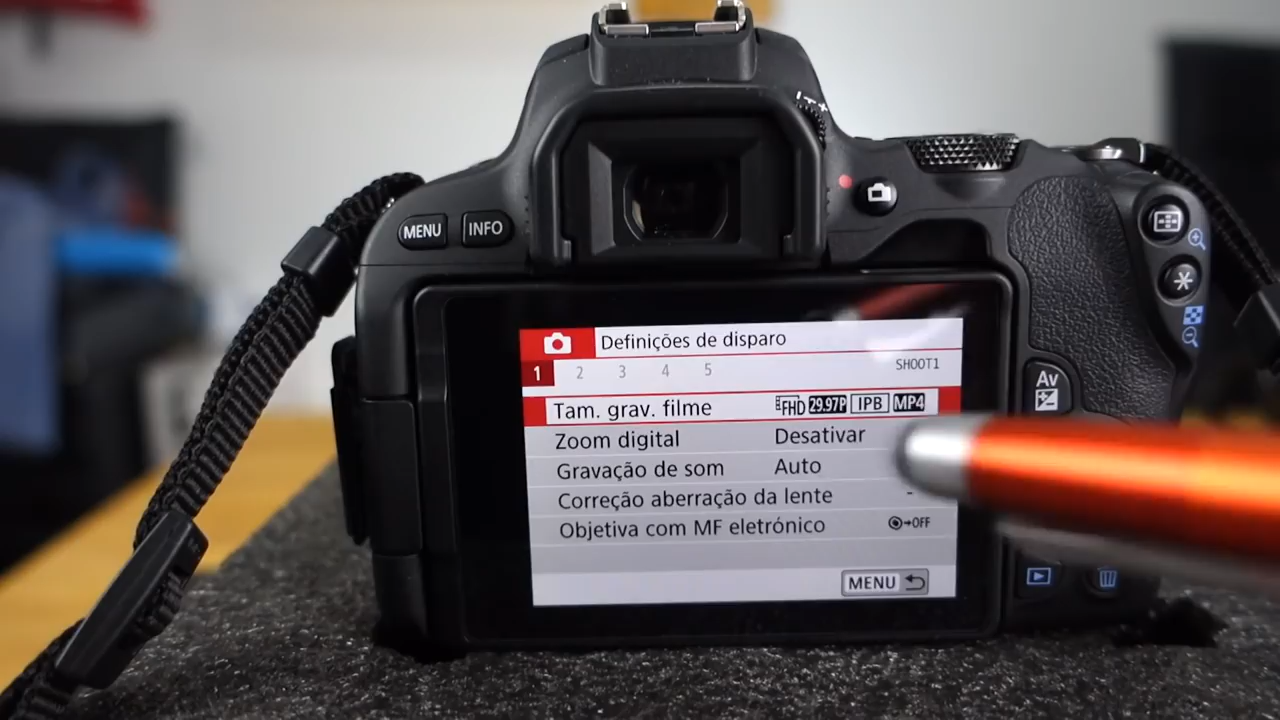 MENU
INFO
Definições de disparo
1 2 3 4 5 SHOOT1
Tam. grav. filme FHD 29.97P IPB MP4
Zoom digital Desativar
Gravação de som Auto
Correção aberração da lente -
Objetiva com MF eletrónico →OFF
MENU
Av